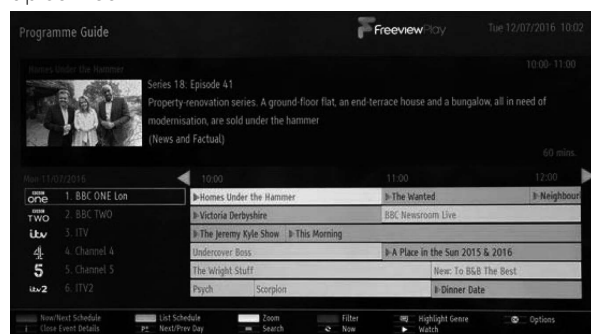 Programme Guide
FreeviewPlay
Tue 12/07/2016 10:02
Homes Under the Hammer
10:00-11:00
Series 18: Episode 41
Property-renovation series. A ground-floor flat, an end-terrace house and a bungalow, all in need of
modernisation, are sold under the hammer
(News and Factual)
60 mins.
Mon 11/07/2016
10:00
11:00
12:00
BBC one 1. BBC ONE Lon
Homes Under the Hammer
The Wanted
Neighbour
BBC TWO 2. BBC TWO
Victoria Derbyshire
BBC Newsroom Live
itv 3. ITV
The Jeremy Kyle Show
This Morning
4 4. Channel 4
Undercover Boss
A Place in the Sun 2015 & 2016
5 5. Channel 5
The Wright Stuff
New: To B&B The Best
itv2 6. ITV2
Psych
Scorpion
Dinner Date
Now/Next Schedule
List Schedule
Zoom
Filter
Highlight Genre
Options
i Close Event Details
P± Next/Prev Day
Search
Now
Watch